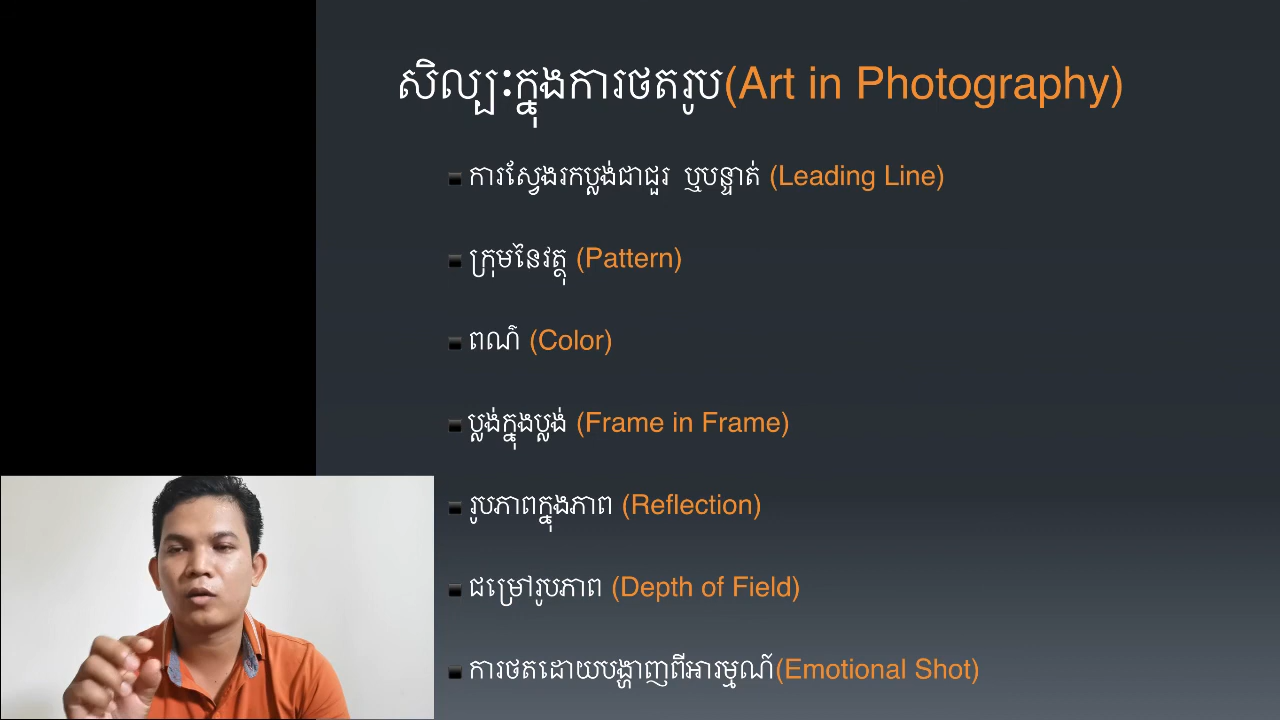 សិល្បៈក្នុងការថតរូប(Art in Photography)
ការស្វែងរកប្លង់ជាជួរ ឬបន្ទាត់ (Leading Line)
ក្រុមនៃវត្ថុ (Pattern)
ពណ៌ (Color)
ប្លង់ក្នុងប្លង់ (Frame in Frame)
រូបភាពក្នុងភាព (Reflection)
ជម្រៅរូបភាព (Depth of Field)
ការថតដោយបង្ហាញពីអារម្មណ៍(Emotional Shot)